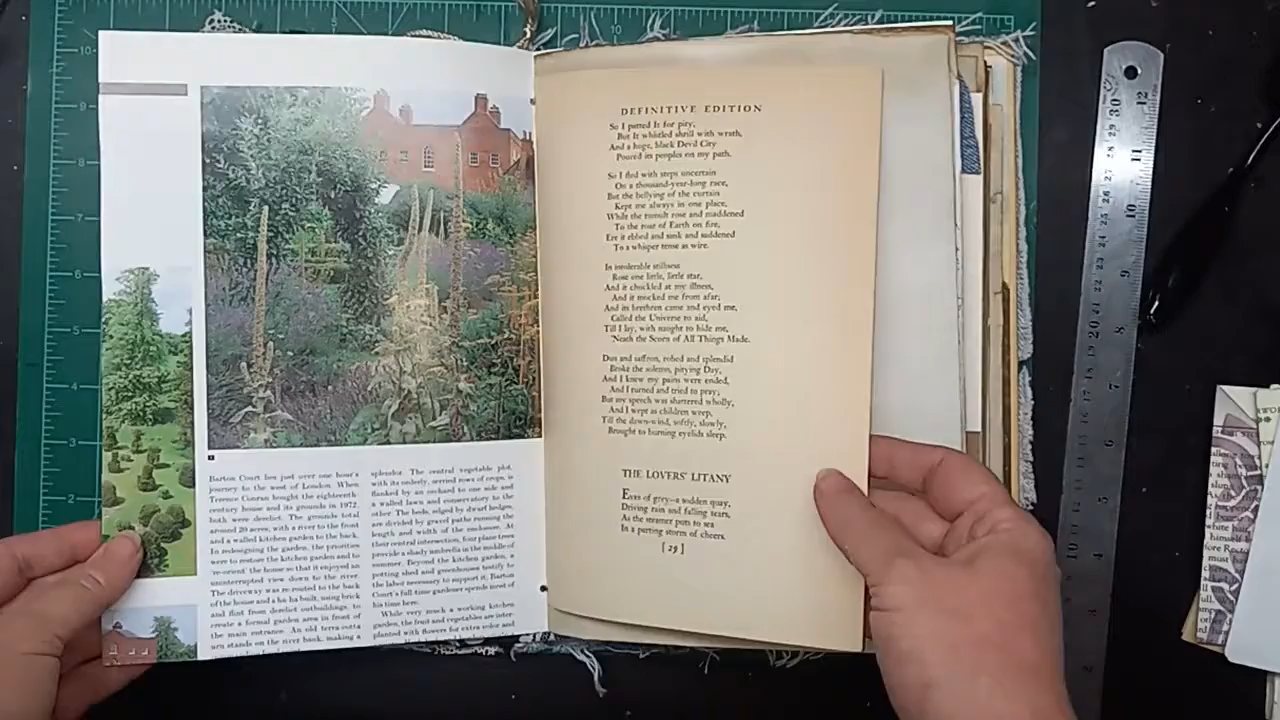 Barton Court lies just over one hour's
journey to the west of London. When
Terence Conran bought the eighteenth-
century house and its grounds in 1972,
both were derelict. The grounds total
around 20 acres, with a river to the front
and a walled kitchen garden to the back.
In redesigning the garden, the priorities
were to restore the kitchen garden and to
're-orient' the house so that it enjoyed an
uninterrupted view down to the river.
The driveway was re-routed to the back
of the house and a ha-ha built, using brick
and flint from derelict outbuildings, to
create a formal garden area in front of
the main entrance. An old terra-cotta
urn stands on the river bank, making a
splendor. The central vegetable plot,
with its orderly, serried rows of crops, is
flanked by an orchard to one side and
a walled lawn and conservatory to the
other. The beds, edged by dwarf hedges,
are divided by gravel paths running the
length and width of the enclosure. At
their central intersection, four plane trees
provide a shady umbrella in the middle of
summer. Beyond the kitchen garden, a
potting shed and greenhouses testify to
the labor necessary to support it. Barton
Court's full time gardener spends most of
his time here.
While very much a working kitchen
garden, the fruit and vegetables are inter-
planted with flowers for extra color and
DEFINITIVE EDITION
So I patted It for pity,
But It whistled shrill with wrath,
And a huge, black Devil City
Poured its peoples on my path.
So I fled with steps uncertain
On a thousand-year-long race,
But the bellying of the curtain
Kept me always in one place,
While the tumult rose and maddened
To the roar of Earth on fire,
Ere it ebbed and sank and saddened
To a whisper tense as wire.
In intolerable stillness
Rose one little, little star,
And it chuckled at my illness,
And it mocked me from afar;
And its brethren came and eyed me,
Called the Universe to aid,
Till I lay, with naught to hide me,
'Neath the Scorn of All Things Made.
Dun and saffron, robed and splendid
Broke the solemn, pitying Day,
And I knew my pains were ended,
And I turned and tried to pray;
But my speech was shattered wholly,
And I wept as children weep,
Till the dawn-wind, softly, slowly,
Brought to burning eyelids sleep.
THE LOVERS' LITANY
Eyes of grey—a sodden quay,
Driving rain and falling tears,
As the steamer puts to sea
In a parting storm of cheers.
[ 29 ]